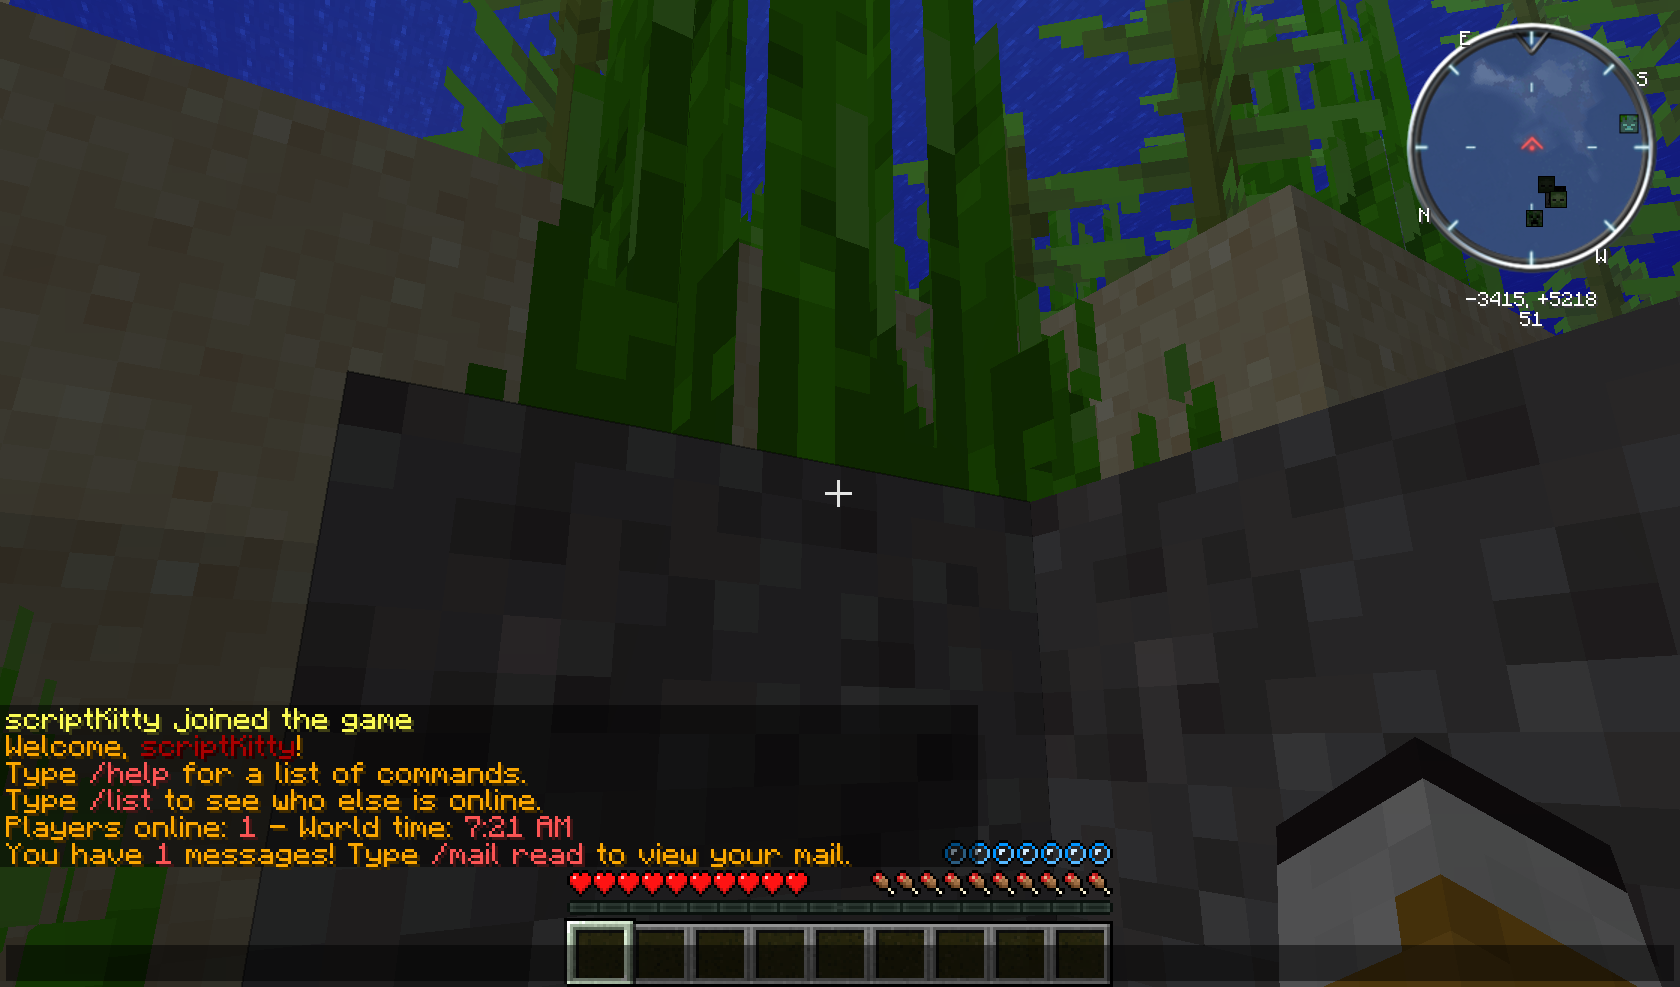 E
S
N
W
-3415, +5218
51
scriptKitty joined the game
Welcome, scriptKitty!
Type /help for a list of commands.
Type /list to see who else is online.
Players online: 1 - World time: 7:21 AM
You have 1 messages! Type /mail read to view your mail.